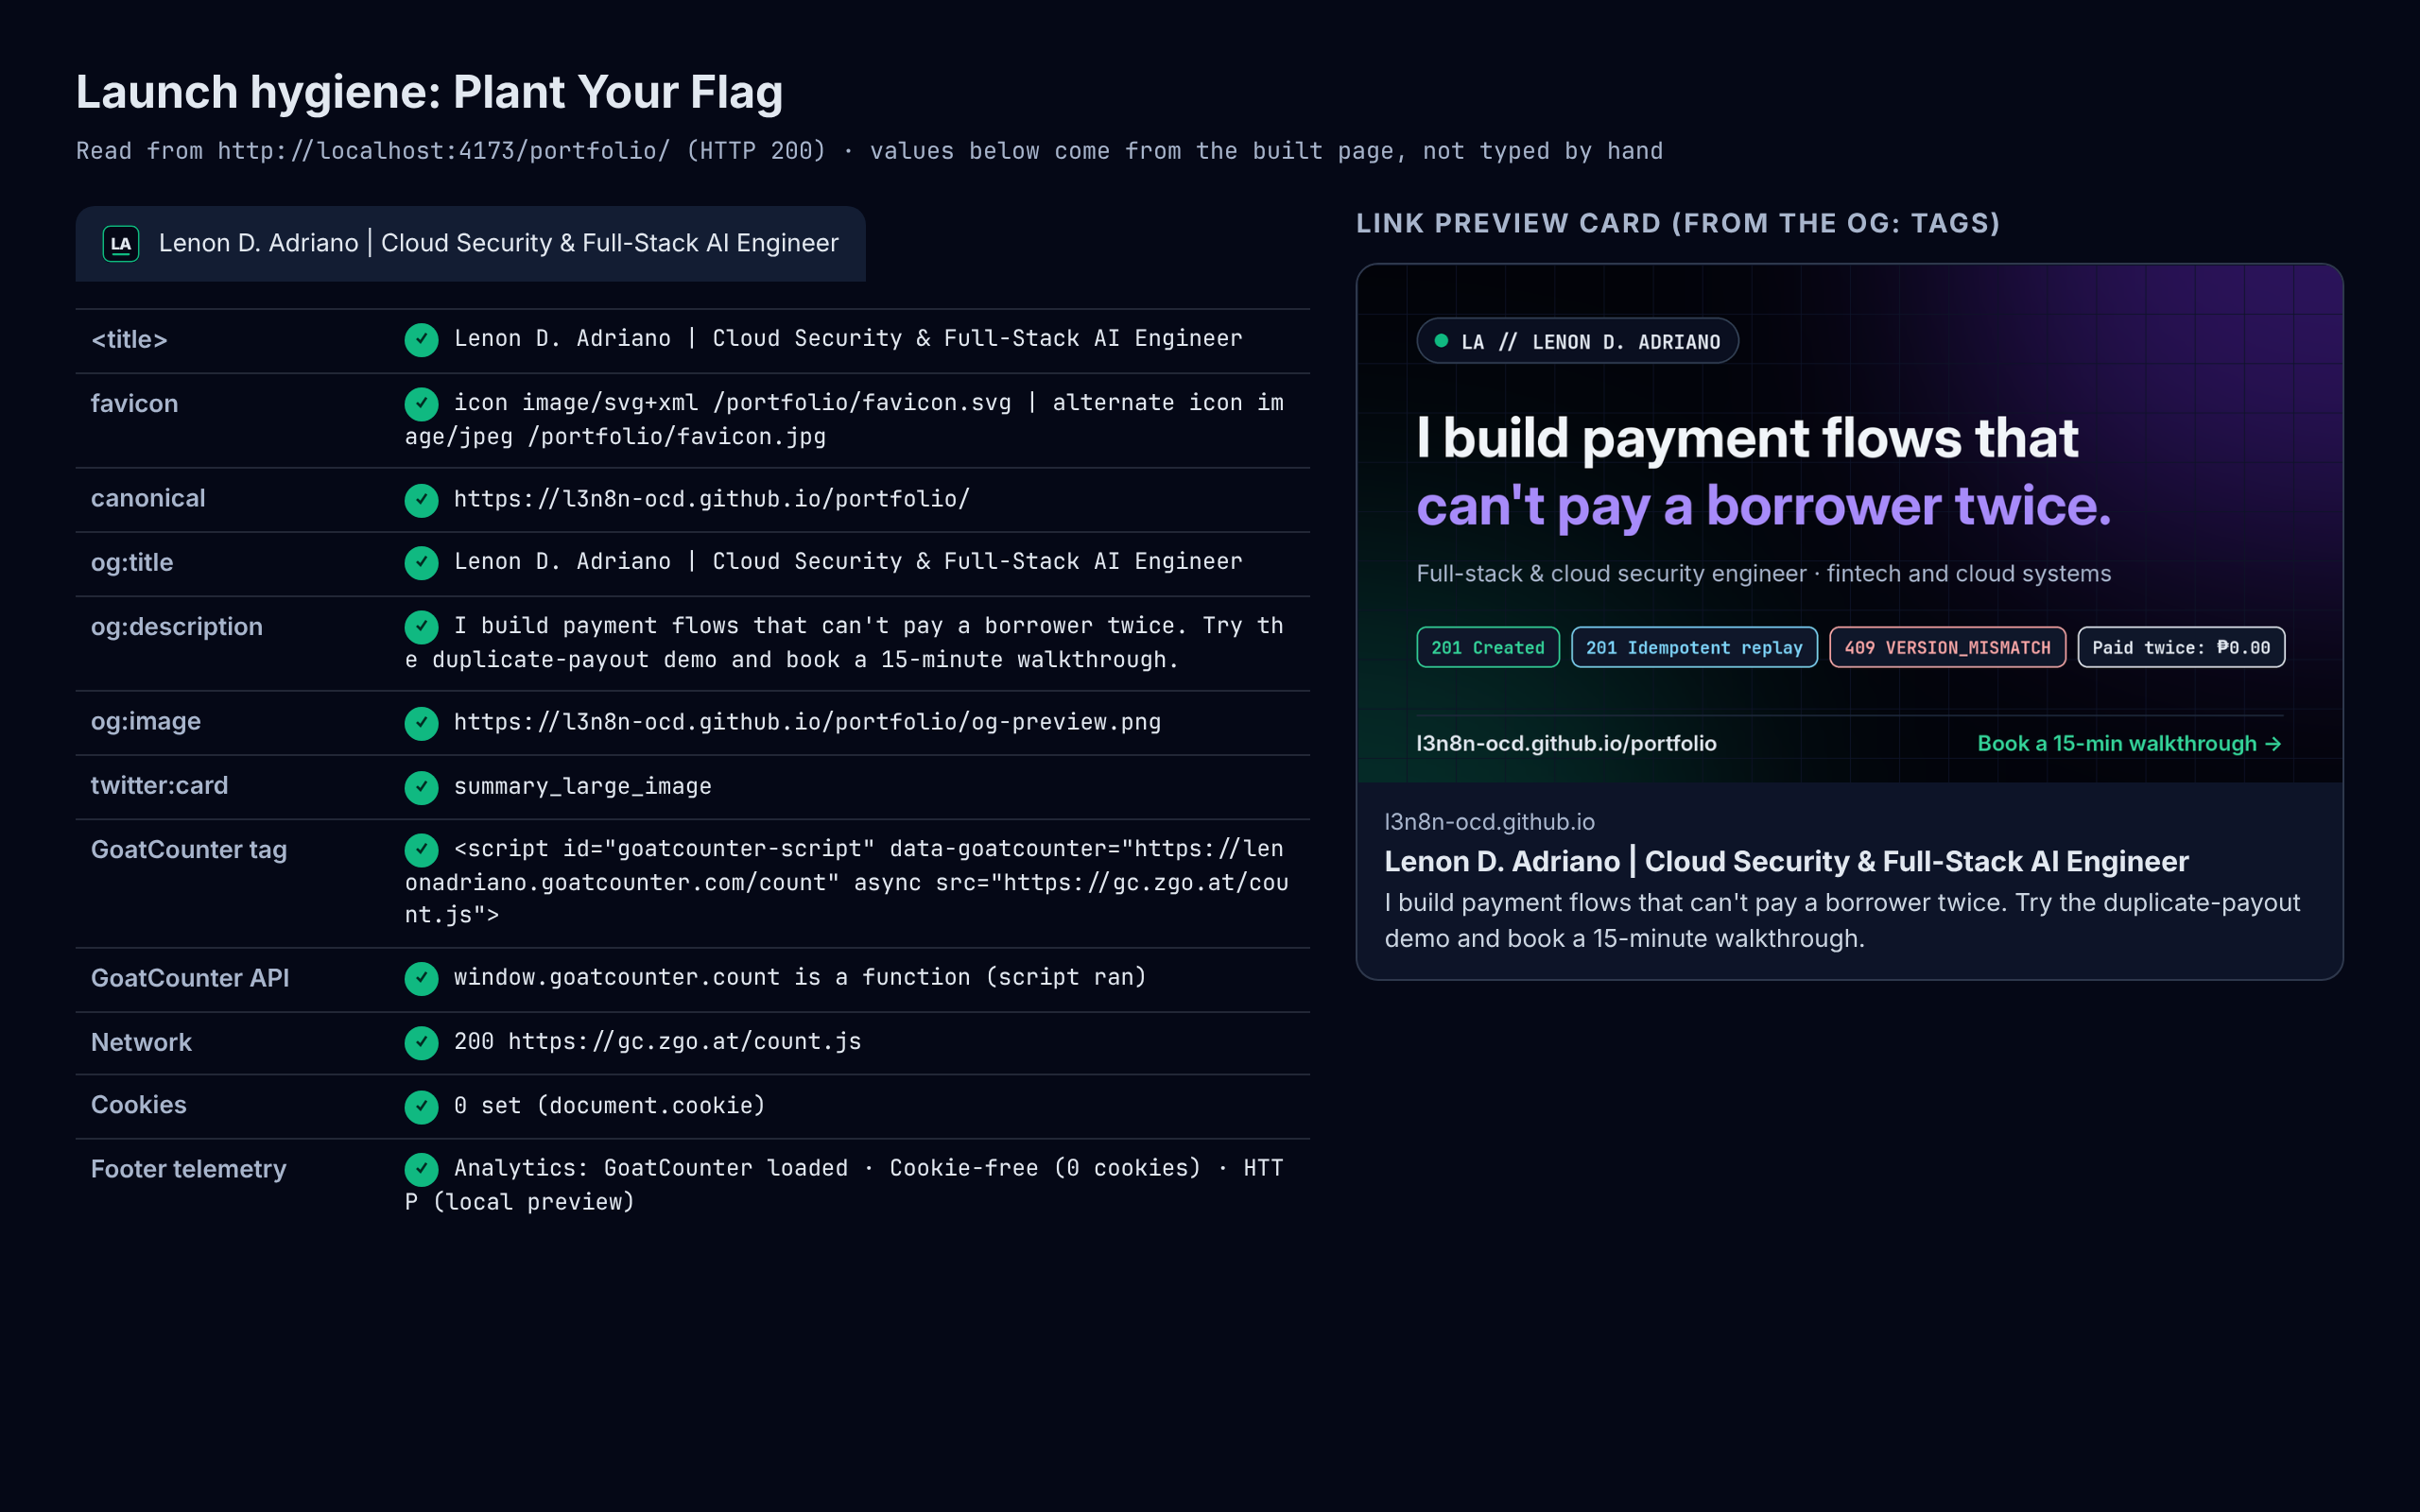 Launch hygiene: Plant Your Flag
Read from http://localhost:4173/portfolio/ (HTTP 200) · values below come from the built page, not typed by hand
LA Lenon D. Adriano | Cloud Security & Full-Stack AI Engineer
<title> Lenon D. Adriano | Cloud Security & Full-Stack AI Engineer
favicon icon image/svg+xml /portfolio/favicon.svg | alternate icon im
age/jpeg /portfolio/favicon.jpg
canonical https://l3n8n-ocd.github.io/portfolio/
og:title Lenon D. Adriano | Cloud Security & Full-Stack AI Engineer
og:description I build payment flows that can't pay a borrower twice. Try th
e duplicate-payout demo and book a 15-minute walkthrough.
og:image https://l3n8n-ocd.github.io/portfolio/og-preview.png
twitter:card summary_large_image
GoatCounter tag <script id="goatcounter-script" data-goatcounter="https://len
onadriano.goatcounter.com/count" async src="https://gc.zgo.at/cou
nt.js">
GoatCounter API window.goatcounter.count is a function (script ran)
Network 200 https://gc.zgo.at/count.js
Cookies 0 set (document.cookie)
Footer telemetry Analytics: GoatCounter loaded · Cookie-free (0 cookies) · HTT
P (local preview)
LINK PREVIEW CARD (FROM THE OG: TAGS)
LA // LENON D. ADRIANO
I build payment flows that
can't pay a borrower twice.
Full-stack & cloud security engineer · fintech and cloud systems
201 Created 201 Idempotent replay 409 VERSION_MISMATCH Paid twice: ₱0.00
l3n8n-ocd.github.io/portfolio Book a 15-min walkthrough →
l3n8n-ocd.github.io
Lenon D. Adriano | Cloud Security & Full-Stack AI Engineer
I build payment flows that can't pay a borrower twice. Try the duplicate-payout
demo and book a 15-minute walkthrough.